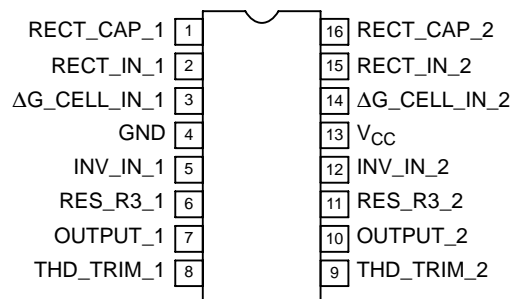 RECT_CAP_1 1 16 RECT_CAP_2
RECT_IN_1 2 15 RECT_IN_2
ΔG_CELL_IN_1 3 14 ΔG_CELL_IN_2
GND 4 13 VCC
INV_IN_1 5 12 INV_IN_2
RES_R3_1 6 11 RES_R3_2
OUTPUT_1 7 10 OUTPUT_2
THD_TRIM_1 8 9 THD_TRIM_2